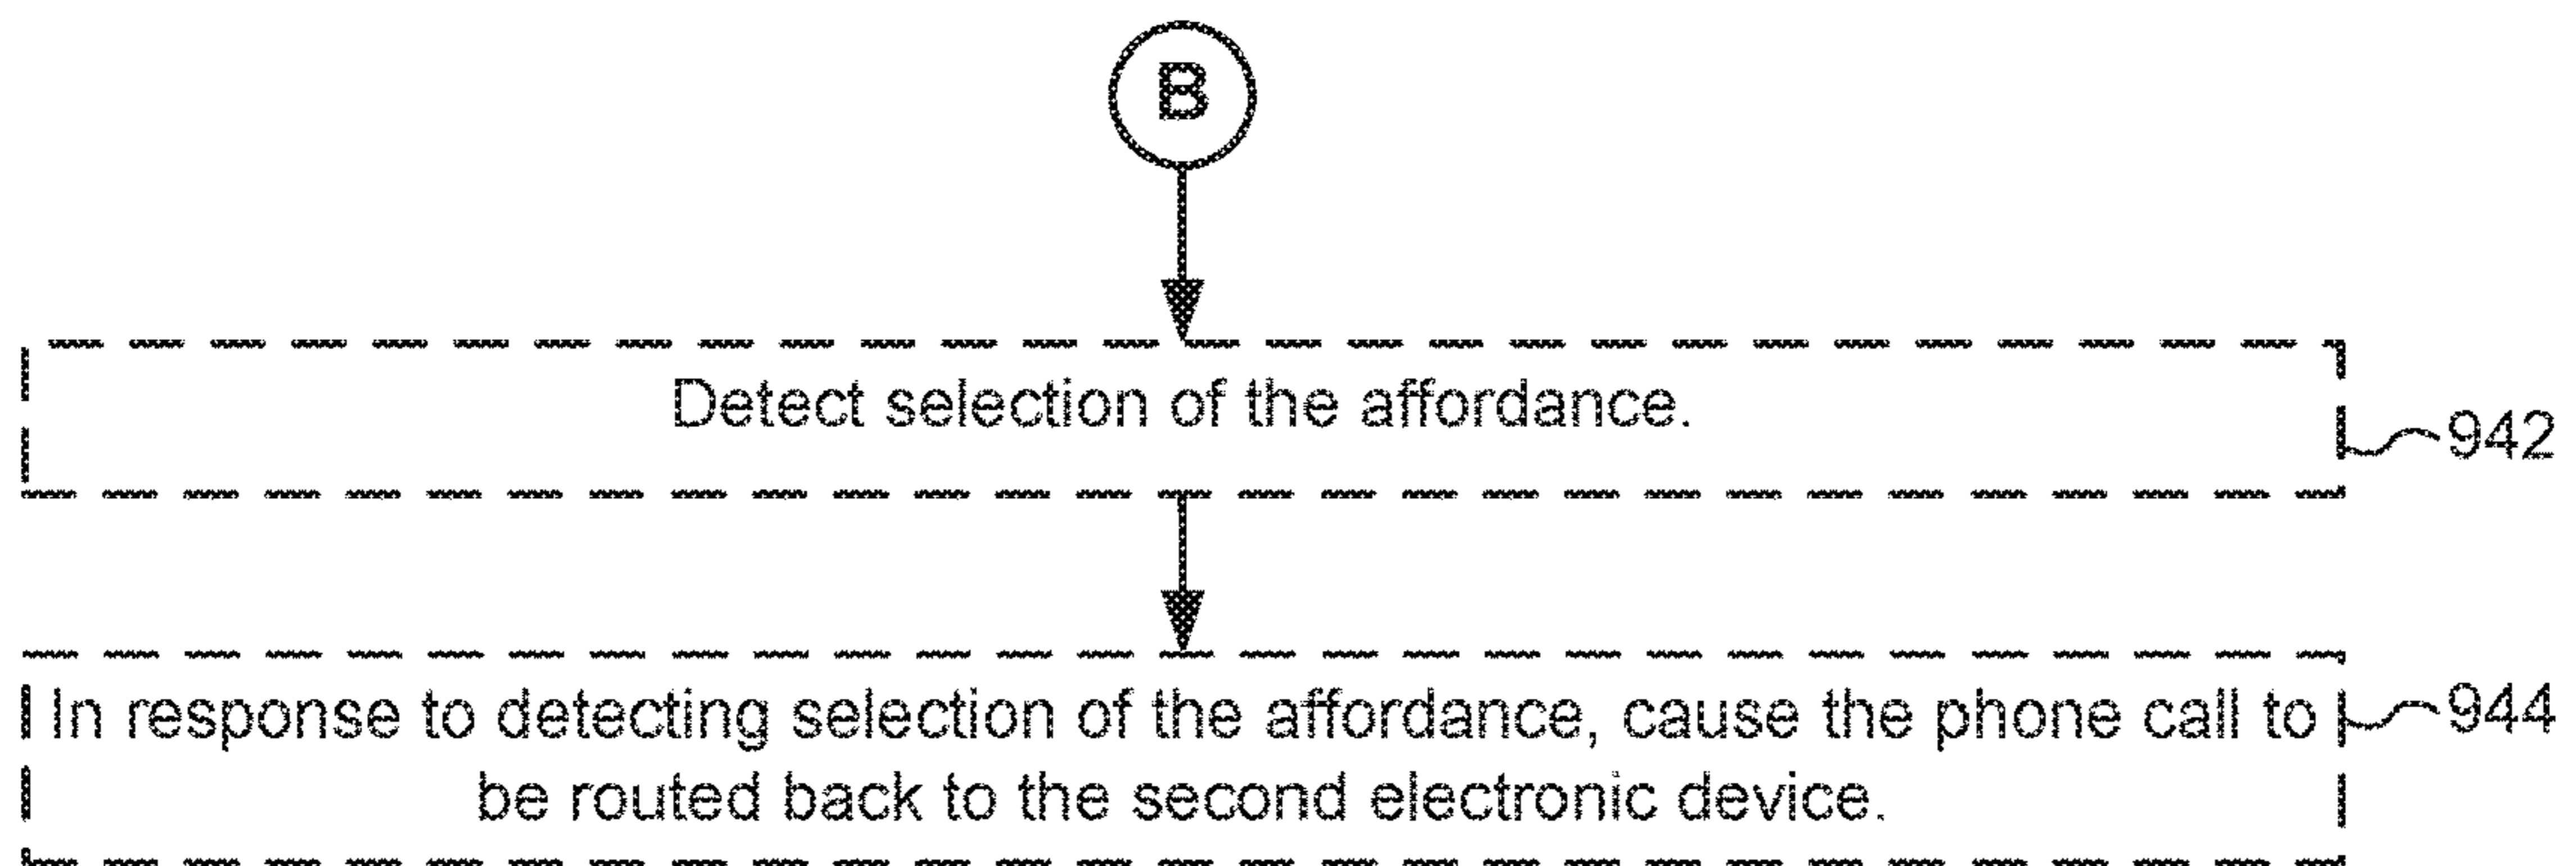 B
Detect selection of the affordance.
942
In response to detecting selection of the affordance, cause the phone call to
944
be routed back to the second electronic device.